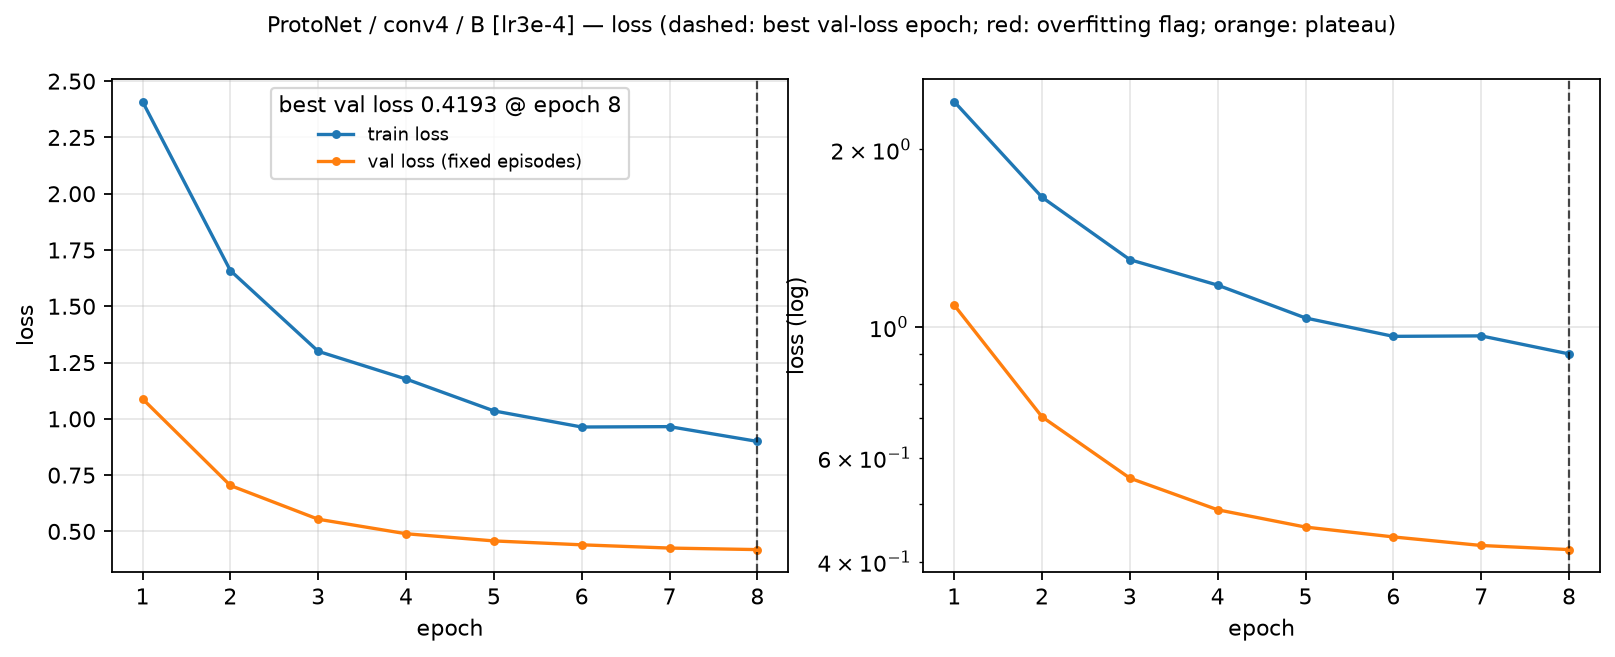 ProtoNet / conv4 / B [lr3e-4] — loss (dashed: best val-loss epoch; red: overfitting flag; orange: plateau)
best val loss 0.4193 @ epoch 8
train loss
val loss (fixed episodes)
loss
2.50
2.25
2.00
1.75
1.50
1.25
1.00
0.75
0.50
1 2 3 4 5 6 7 8
epoch
loss (log)
2 × 10⁰
10⁰
6 × 10⁻¹
4 × 10⁻¹
1 2 3 4 5 6 7 8
epoch